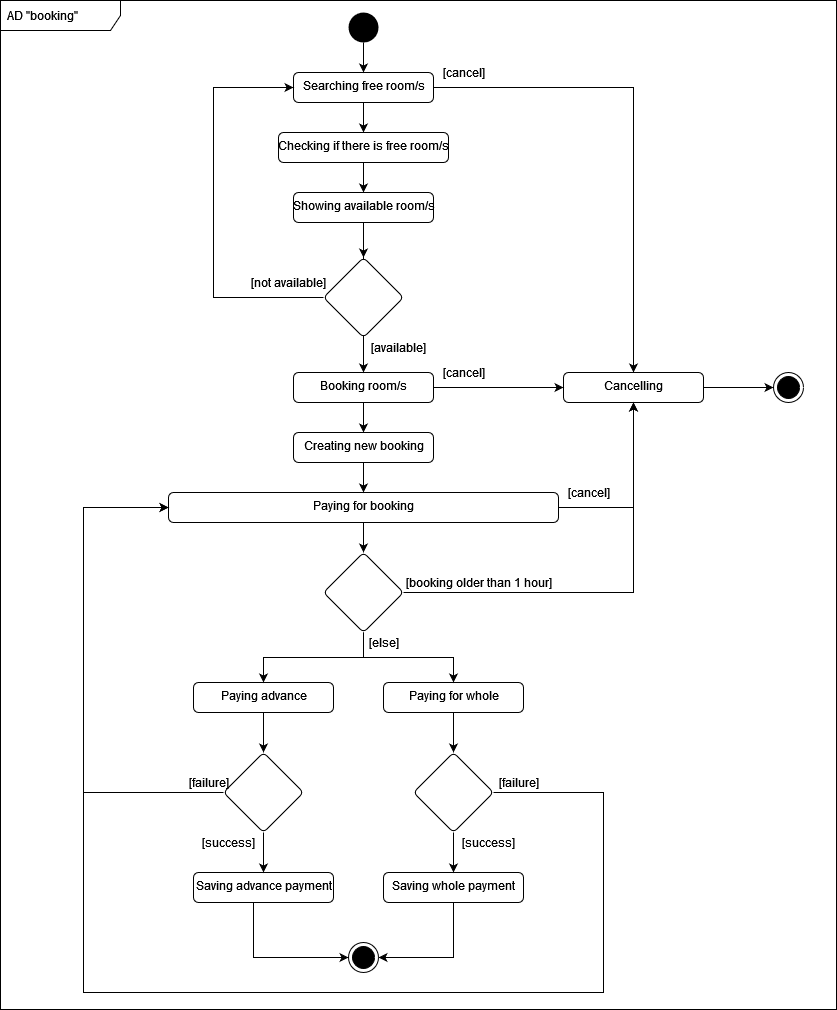 AD "booking"
Searching free room/s
[cancel]
Checking if there is free room/s
Showing available room/s
[not available]
[available]
Booking room/s
[cancel]
Cancelling
Creating new booking
Paying for booking
[cancel]
[booking older than 1 hour]
[else]
Paying advance
Paying for whole
[failure]
[failure]
[success]
[success]
Saving advance payment
Saving whole payment